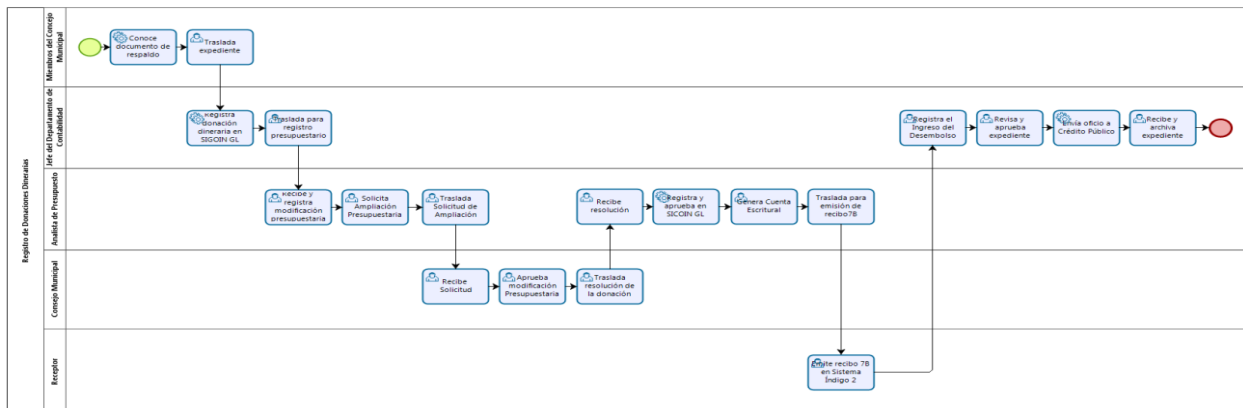 Registro de Donaciones Dinerarias
Miembros del Concejo
Municipal
Conoce
documento de
respaldo
Traslada
expediente
Jefe del Departamento de
Contabilidad
Registra
donación
dineraria en
SIGOIN GL
Traslada para
registro
presupuestario
Registra el
Ingreso del
Desembolso
Revisa y
aprueba
expediente
Envía oficio a
Crédito Público
Recibe y
archiva
expediente
Analista de Presupuesto
Recibe y
registra
modificación
presupuestaria
Solicita
Ampliación
Presupuestaria
Traslada
Solicitud de
Ampliación
Recibe
resolución
Registra y
aprueba en
SICOIN GL
Genera Cuenta
Escritural
Traslada para
emisión de
recibo7B
Consejo Municipal
Recibe
Solicitud
Aprueba
modificación
Presupuestaria
Traslada
resolución de
la donación
Receptor
Emite recibo 7B
en Sistema
Índigo 2